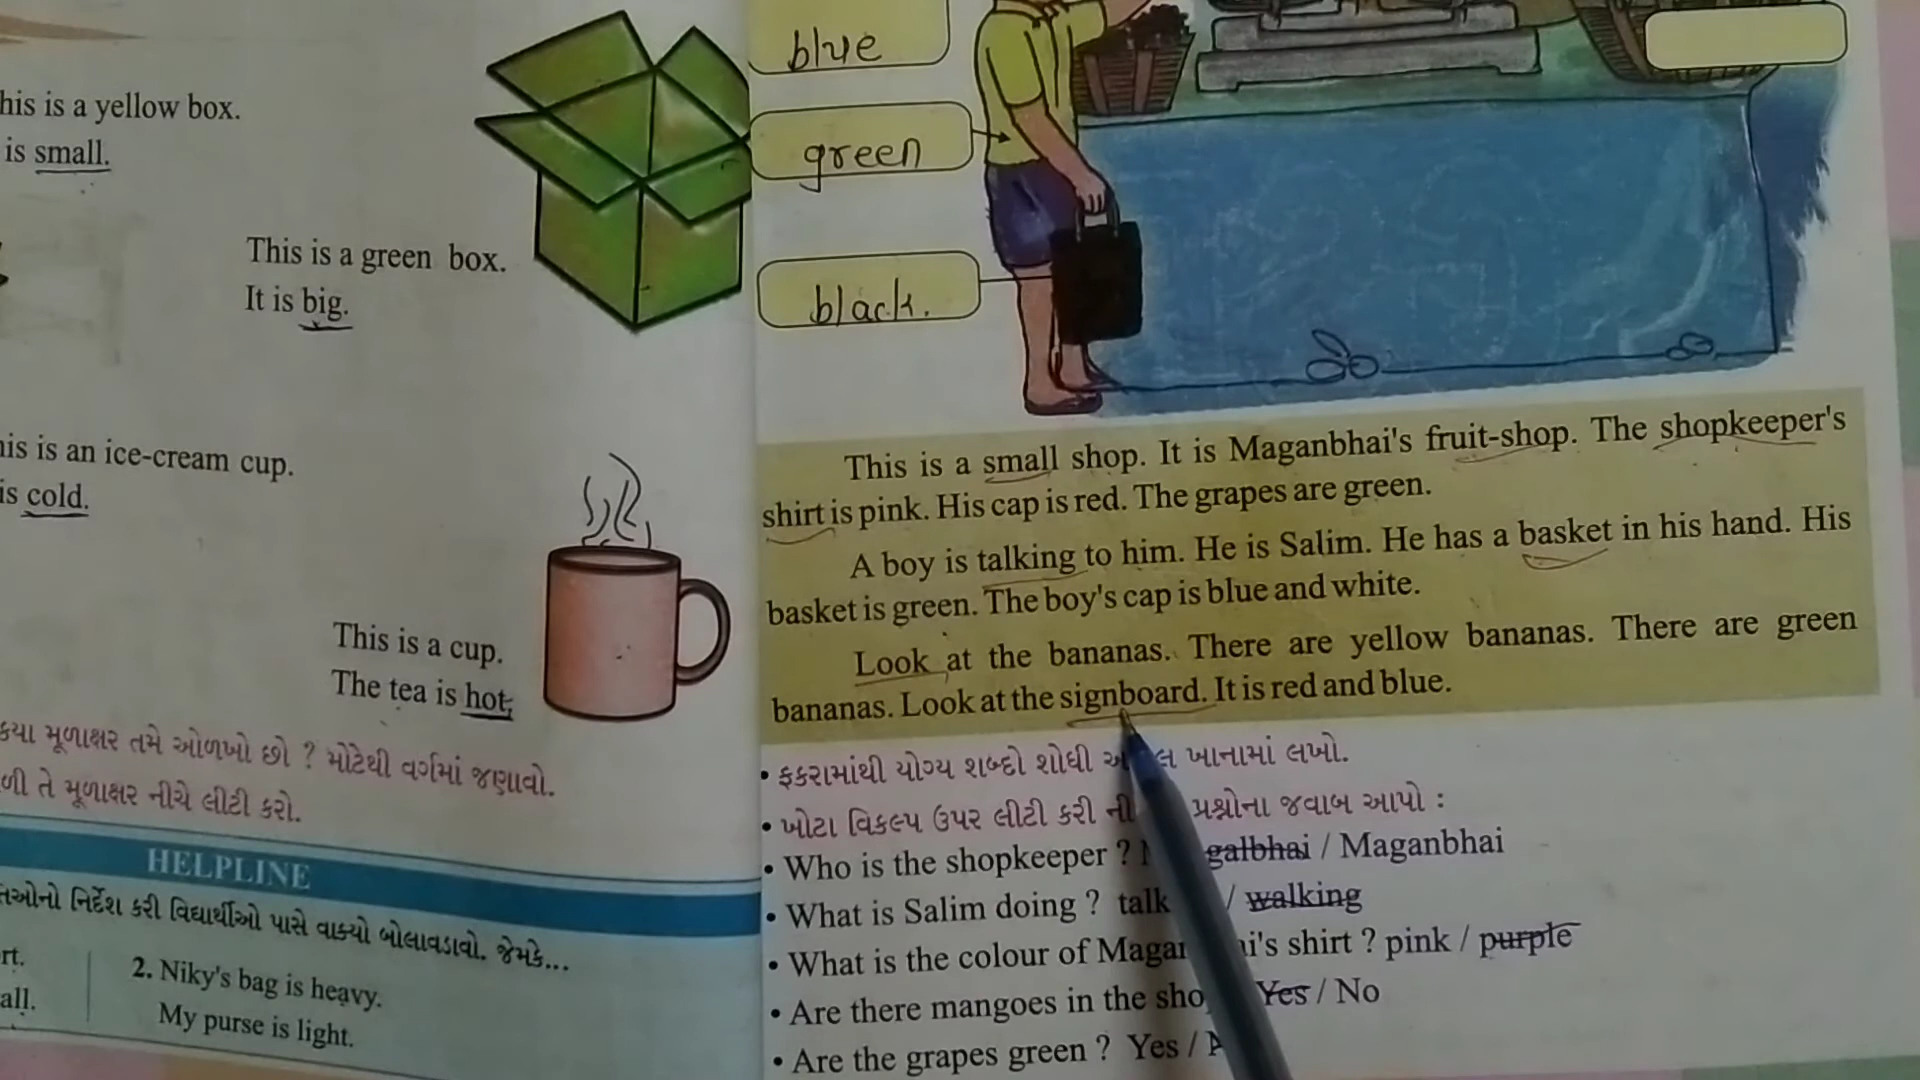 his is a yellow box.
is small.
This is a green box.
It is big.
his is an ice-cream cup.
is cold.
This is a cup.
The tea is hot.
કયા મૂળાક્ષર તમે ઓળખો છો ? મોટેથી વર્ગમાં જણાવો.
ળી તે મૂળાક્ષર નીચે લીટી કરો.
HELPLINE
નિર્દેશ કરી વિદ્યાર્થીઓ પાસે વાક્યો બોલાવડાવો. જેમકે...
rt.
all.
2. Niky's bag is heavy.
My purse is light.
blue
green
black.
This is a small shop. It is Maganbhai's fruit-shop. The shopkeeper's
shirt is pink. His cap is red. The grapes are green.
A boy is talking to him. He is Salim. He has a basket in his hand. His
basket is green. The boy's cap is blue and white.
Look at the bananas. There are yellow bananas. There are green
bananas. Look at the signboard. It is red and blue.
• ફકરામાંથી યોગ્ય શબ્દો શોધી ખાનામાં લખો.
• ખોટા વિકલ્પ ઉપર લીટી કરી પ્રશ્નોના જવાબ આપો :
• Who is the shopkeeper ? galbhai / Maganbhai
• What is Salim doing ? talk / walking
• What is the colour of Magan i's shirt ? pink / purple
• Are there mangoes in the sho Yes / No
• Are the grapes green ? Yes /